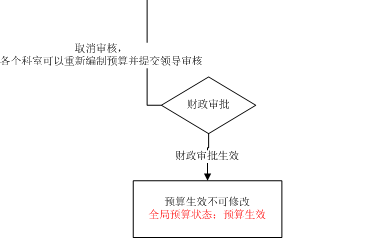 取消审核，
各个科室可以重新编制预算并提交领导审核
财政审批
财政审批生效
预算生效不可修改
全局预算状态：预算生效